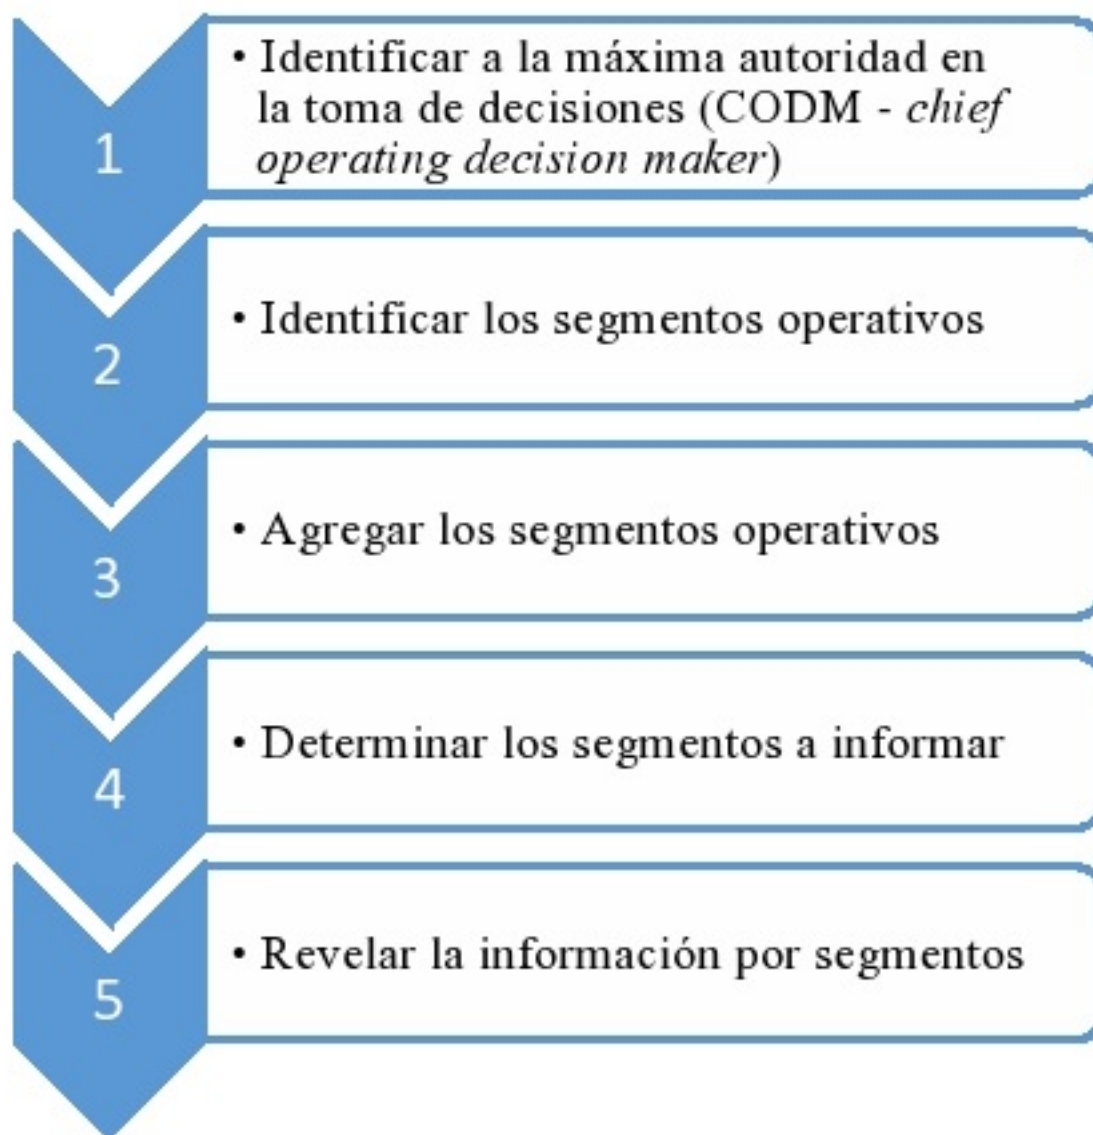 1
• Identificar a la máxima autoridad en
la toma de decisiones (CODM - chief
operating decision maker)
2
• Identificar los segmentos operativos
3
• Agregar los segmentos operativos
4
• Determinar los segmentos a informar
5
• Revelar la información por segmentos